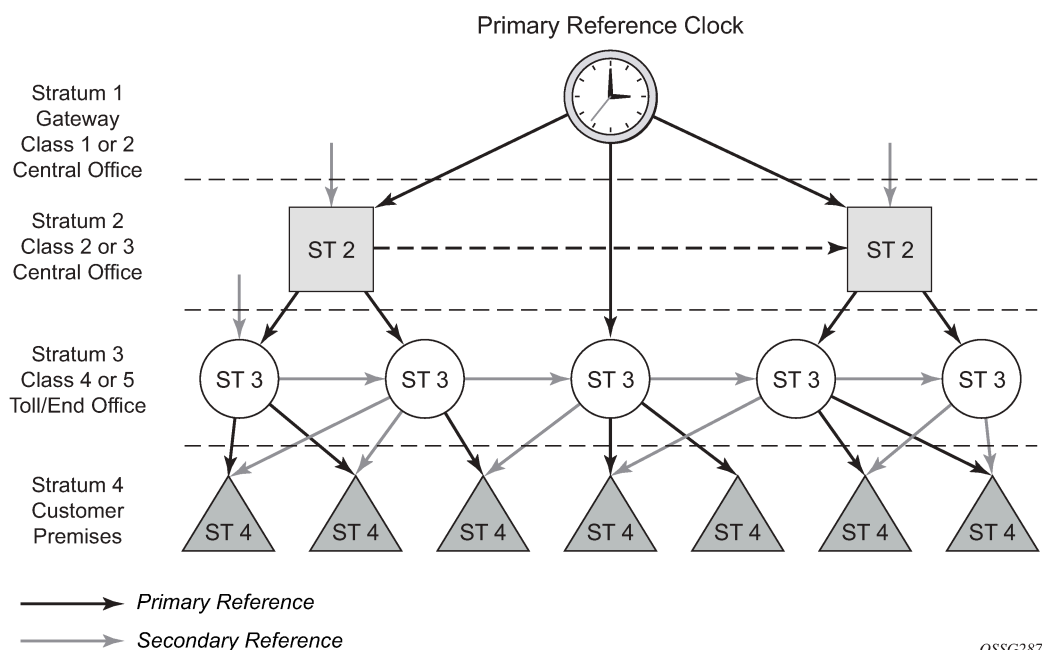 Primary Reference Clock
Stratum 1
Gateway
Class 1 or 2
Central Office
Stratum 2
Class 2 or 3
Central Office
ST 2
ST 2
Stratum 3
Class 4 or 5
Toll/End Office
ST 3
ST 3
ST 3
ST 3
ST 3
Stratum 4
Customer
Premises
ST 4
ST 4
ST 4
ST 4
ST 4
ST 4
ST 4
Primary Reference
Secondary Reference
OSSG287